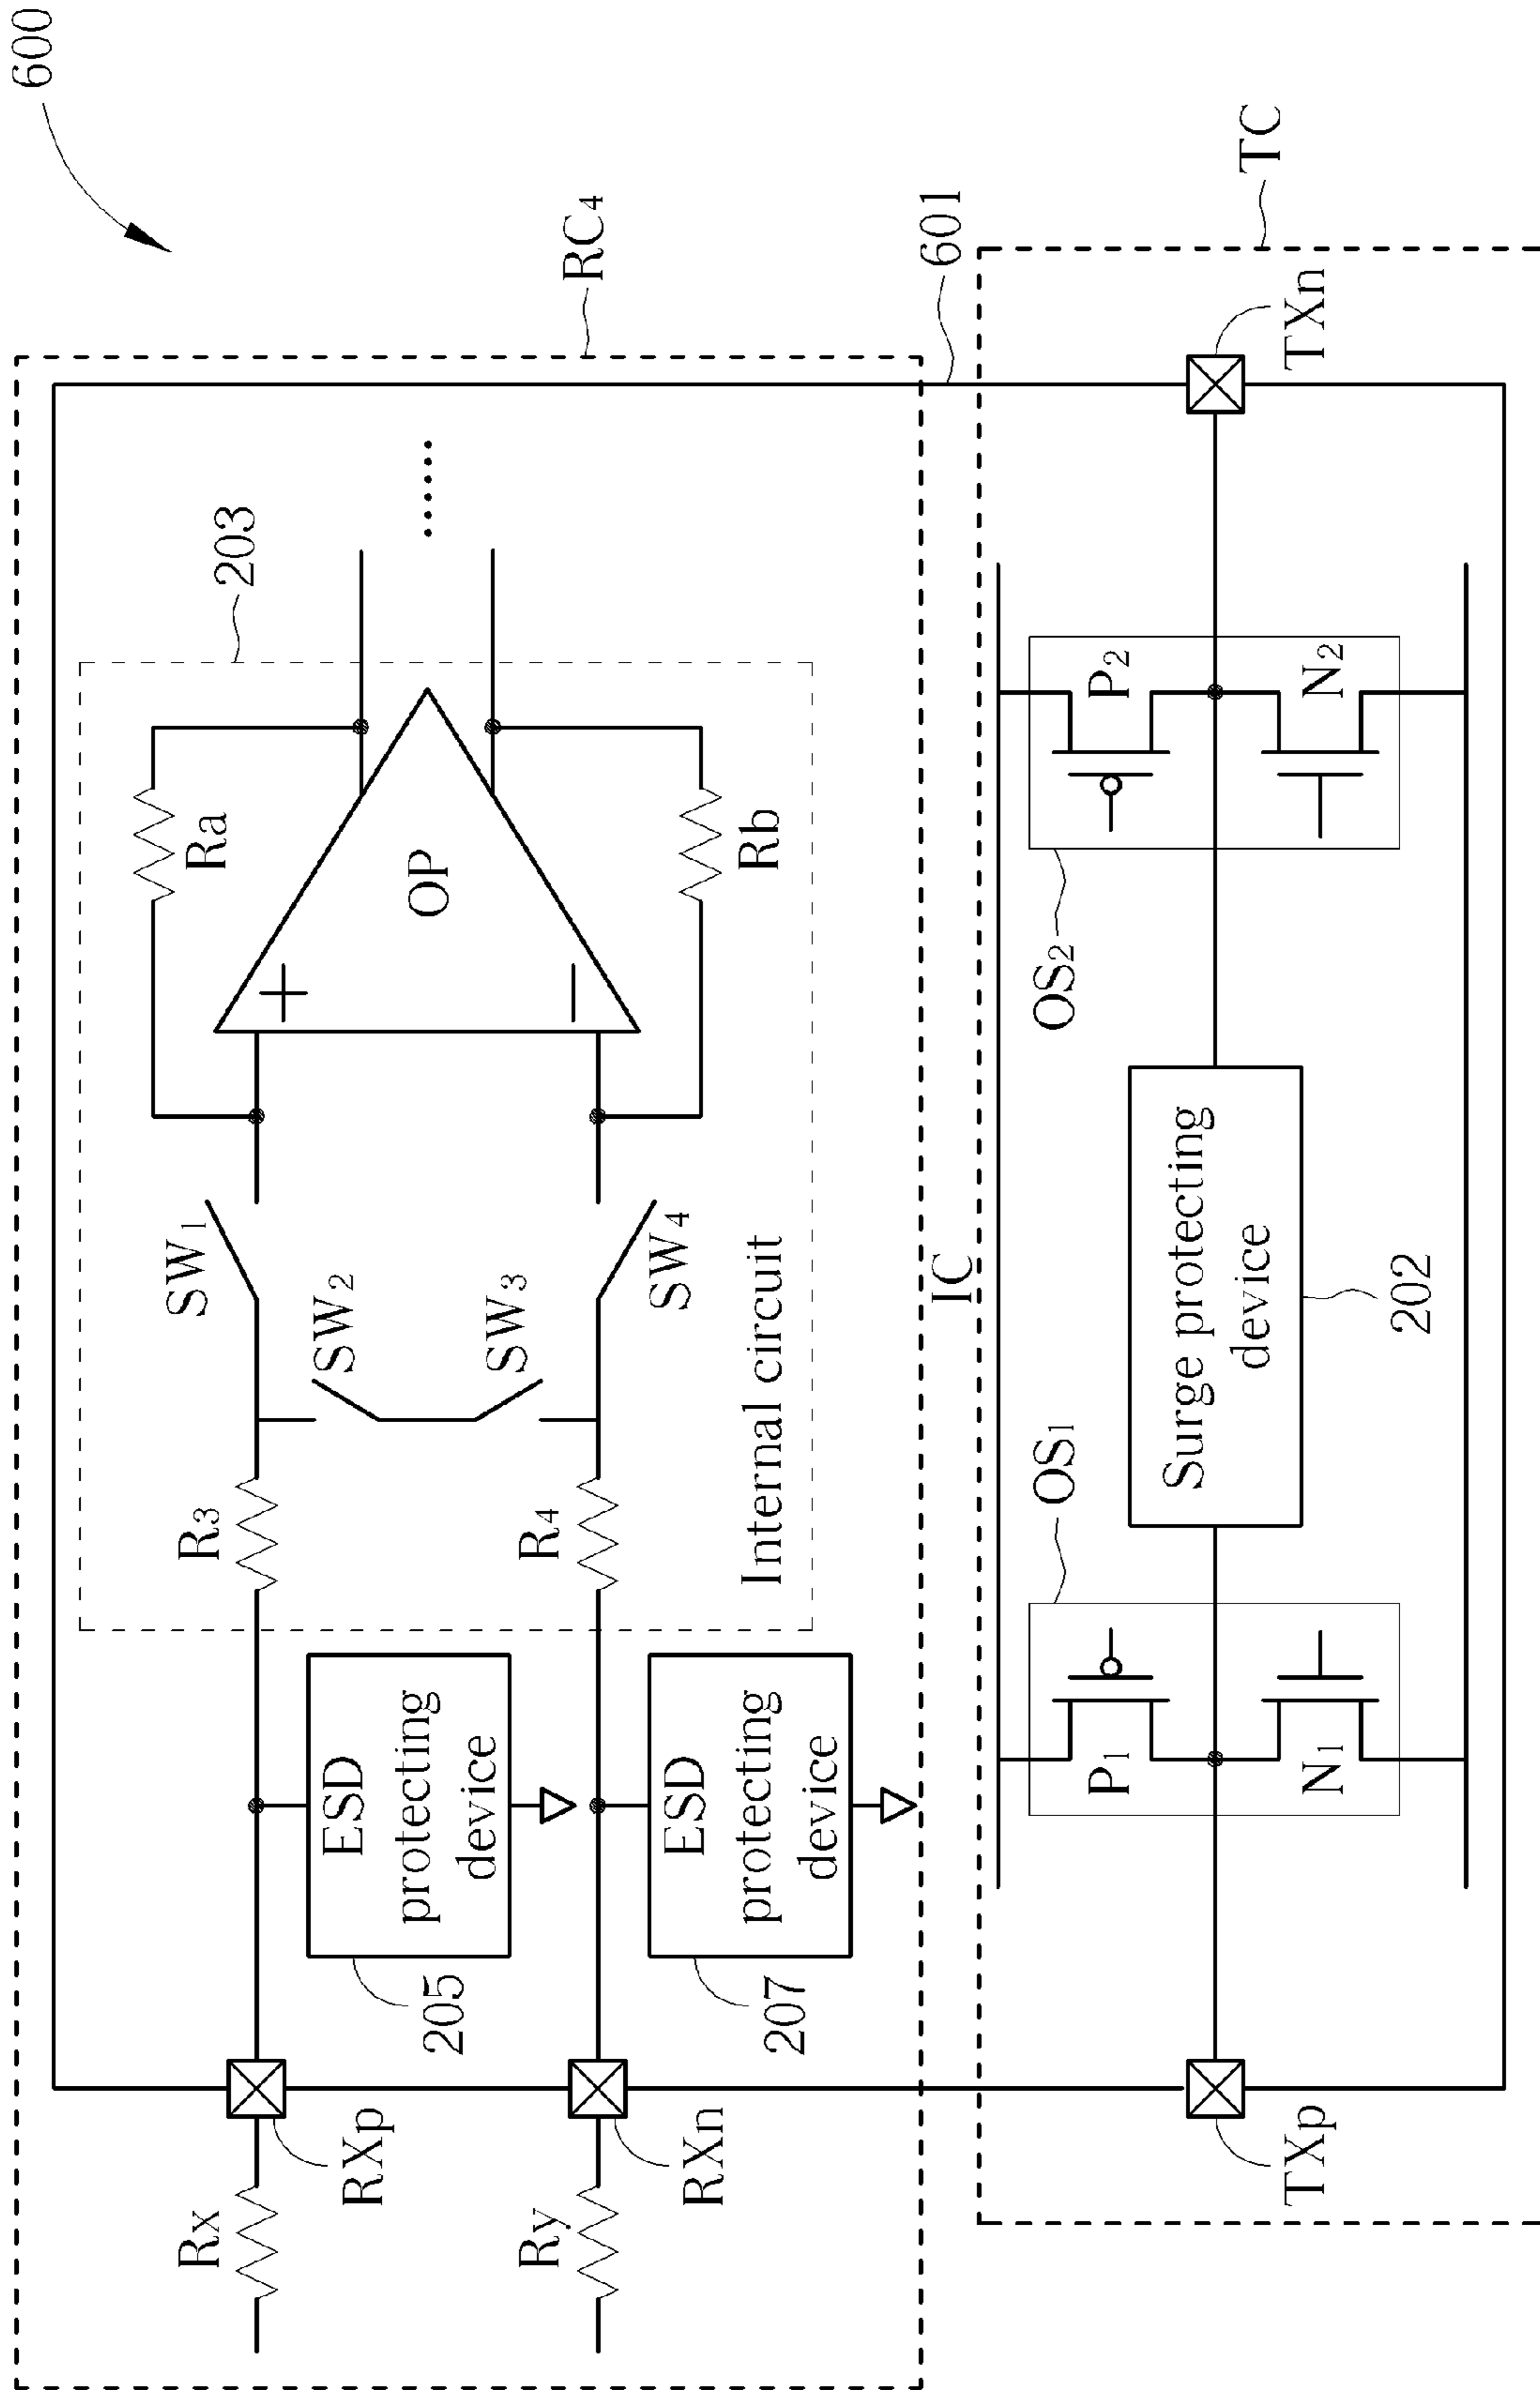 600
RC4
203
Ra
OP
+
−
Rb
SW1
SW2
SW3
SW4
R3
R4
Internal circuit
ESD
protecting
device
205
ESD
protecting
device
207
RXp
RXn
Rx
Ry
601
IC
TC
TXn
OS2
P2
N2
Surge protecting
device
202
OS1
P1
N1
TXp